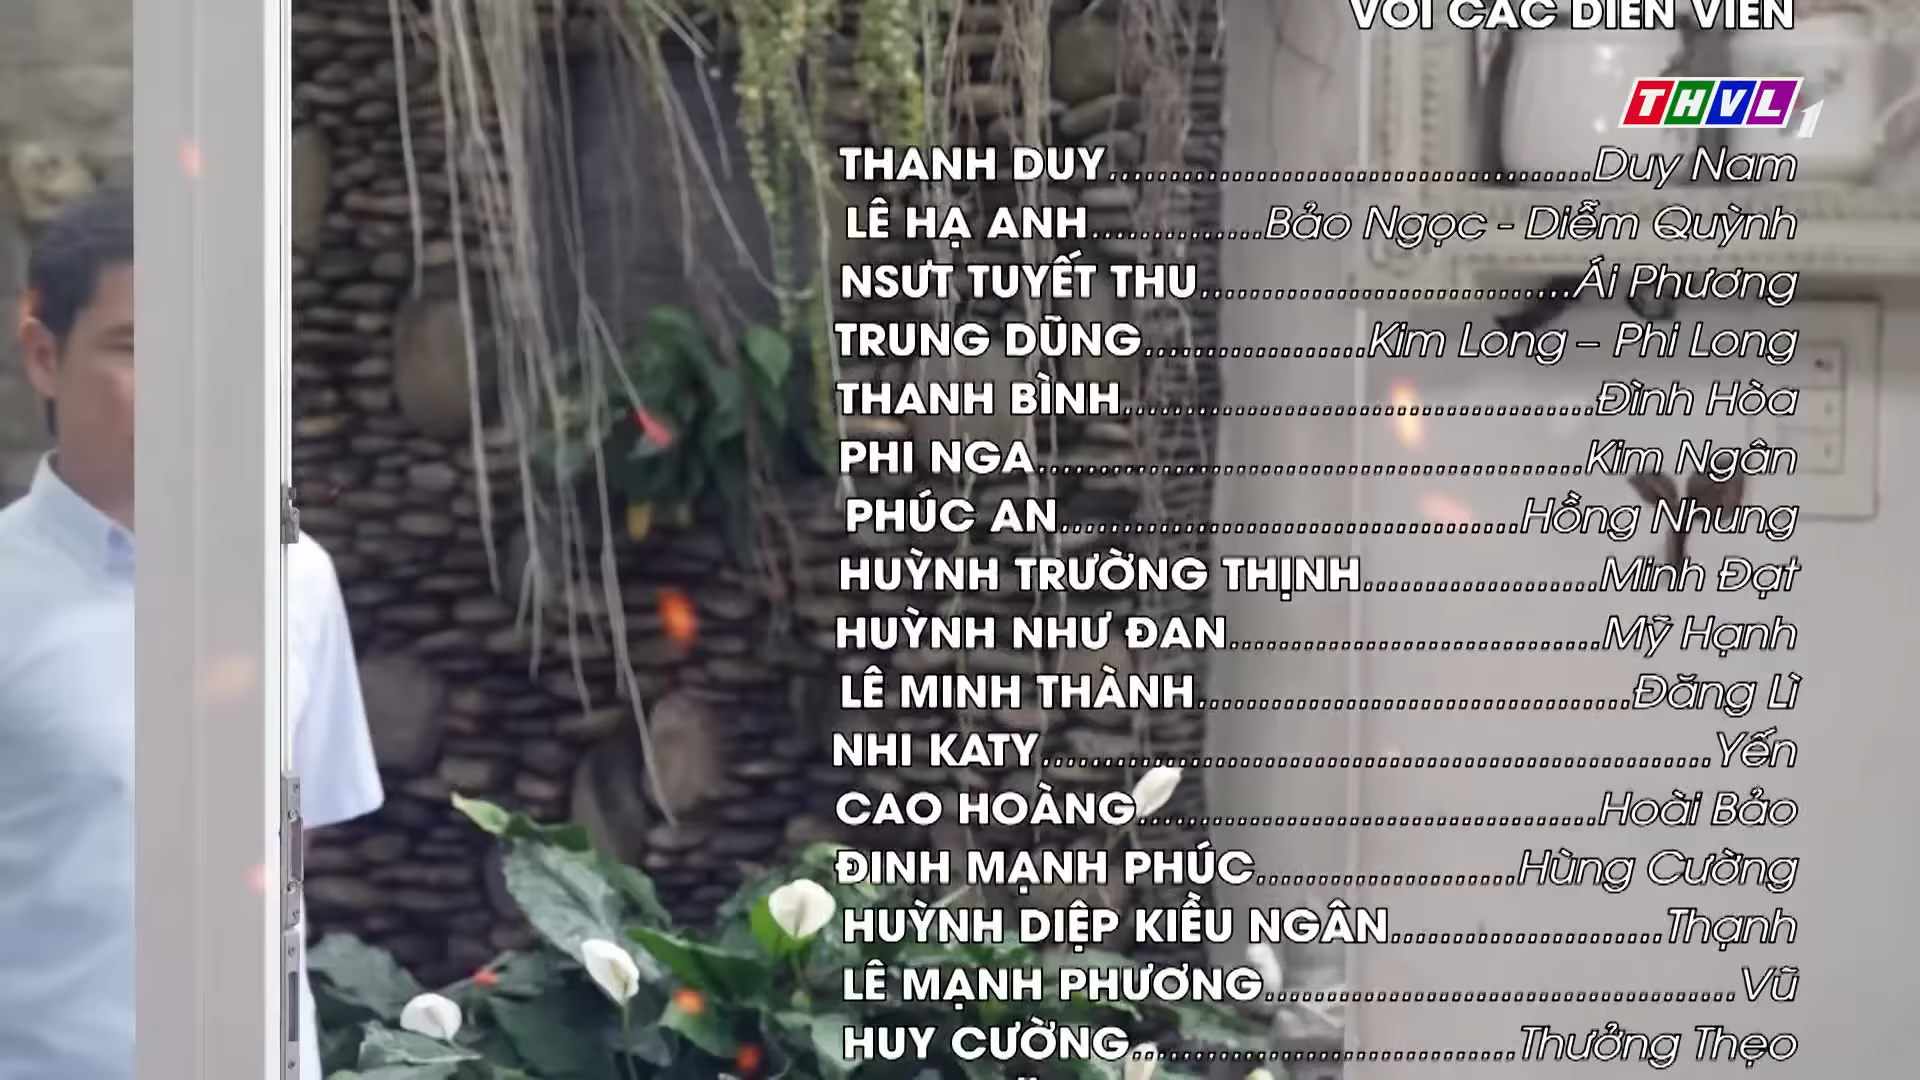 VỚI CÁC DIỄN VIÊN
THVL1
THANH DUY........................................Duy Nam
LÊ HẠ ANH..............Bảo Ngọc - Diễm Quỳnh
NSƯT TUYẾT THU...............................Ái Phương
TRUNG DŨNG...................Kim Long – Phi Long
THANH BÌNH.......................................Đình Hòa
PHI NGA.............................................Kim Ngân
PHÚC AN......................................Hồng Nhung
HUỲNH TRƯỜNG THỊNH...................Minh Đạt
HUỲNH NHƯ ĐAN...............................Mỹ Hạnh
LÊ MINH THÀNH....................................Đăng Lì
NHI KATY.......................................................Yến
CAO HOÀNG......................................Hoài Bảo
ĐINH MẠNH PHÚC......................Hùng Cường
HUỲNH DIỆP KIỀU NGÂN......................Thạnh
LÊ MẠNH PHƯƠNG.......................................Vũ
HUY CƯỜNG................................Thưởng Thẹo